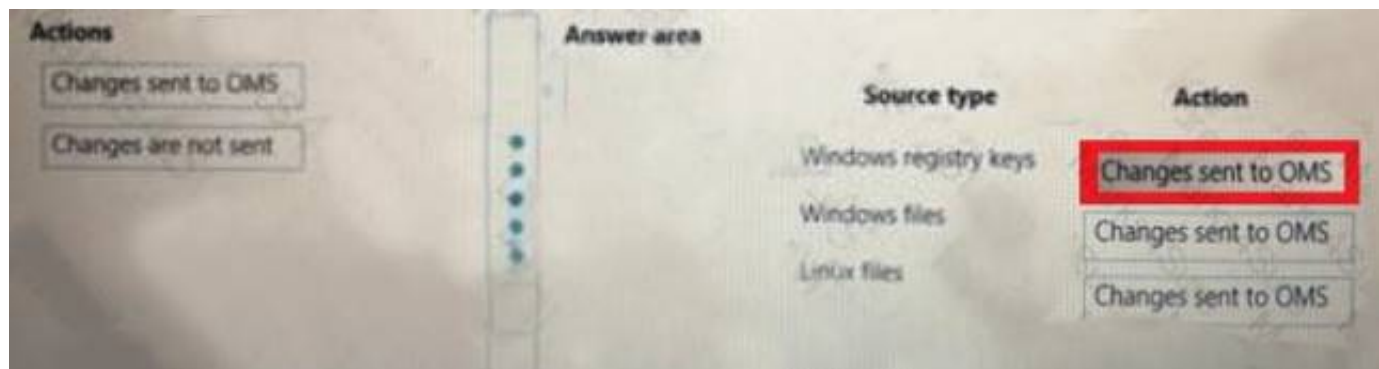 Actions
Changes sent to OMS
Changes are not sent
Answer area
Source type Action
Windows registry keys Changes sent to OMS
Windows files Changes sent to OMS
Linux files Changes sent to OMS